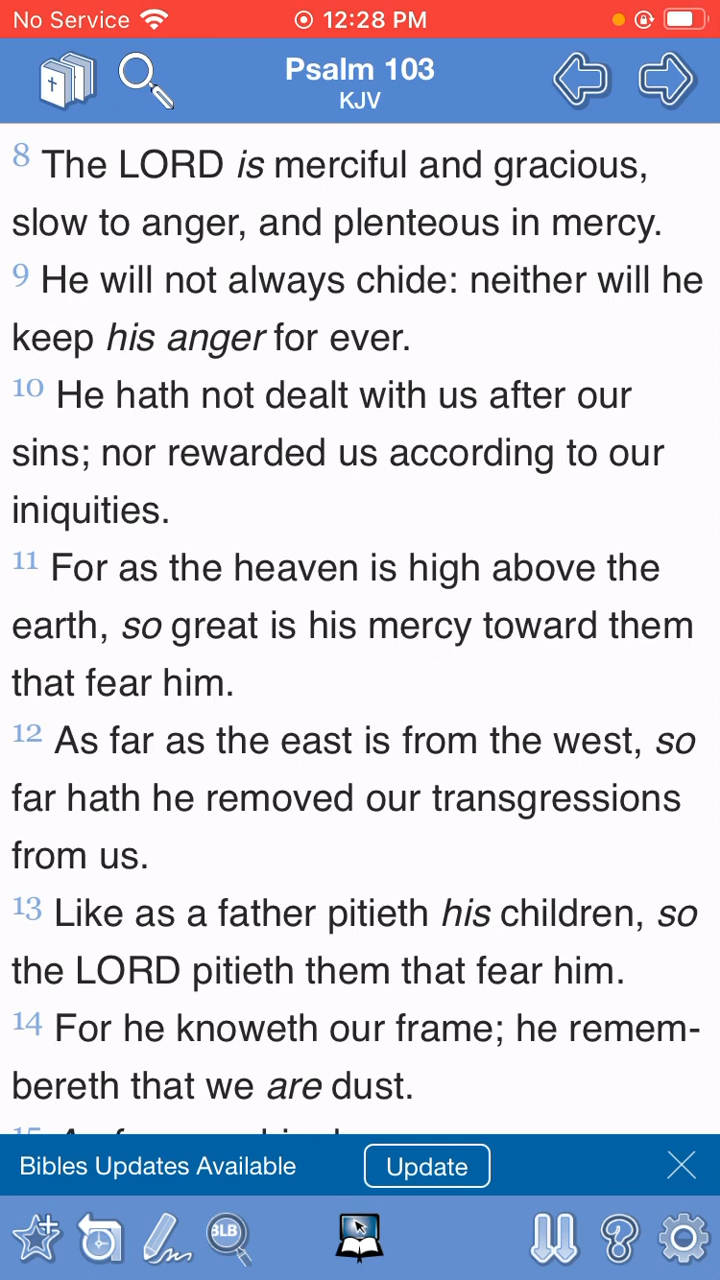 No Service 12:28 PM
Psalm 103
KJV
8 The LORD is merciful and gracious,
slow to anger, and plenteous in mercy.
9 He will not always chide: neither will he
keep his anger for ever.
10 He hath not dealt with us after our
sins; nor rewarded us according to our
iniquities.
11 For as the heaven is high above the
earth, so great is his mercy toward them
that fear him.
12 As far as the east is from the west, so
far hath he removed our transgressions
from us.
13 Like as a father pitieth his children, so
the LORD pitieth them that fear him.
14 For he knoweth our frame; he remem-
bereth that we are dust.
Bibles Updates Available Update
BLB